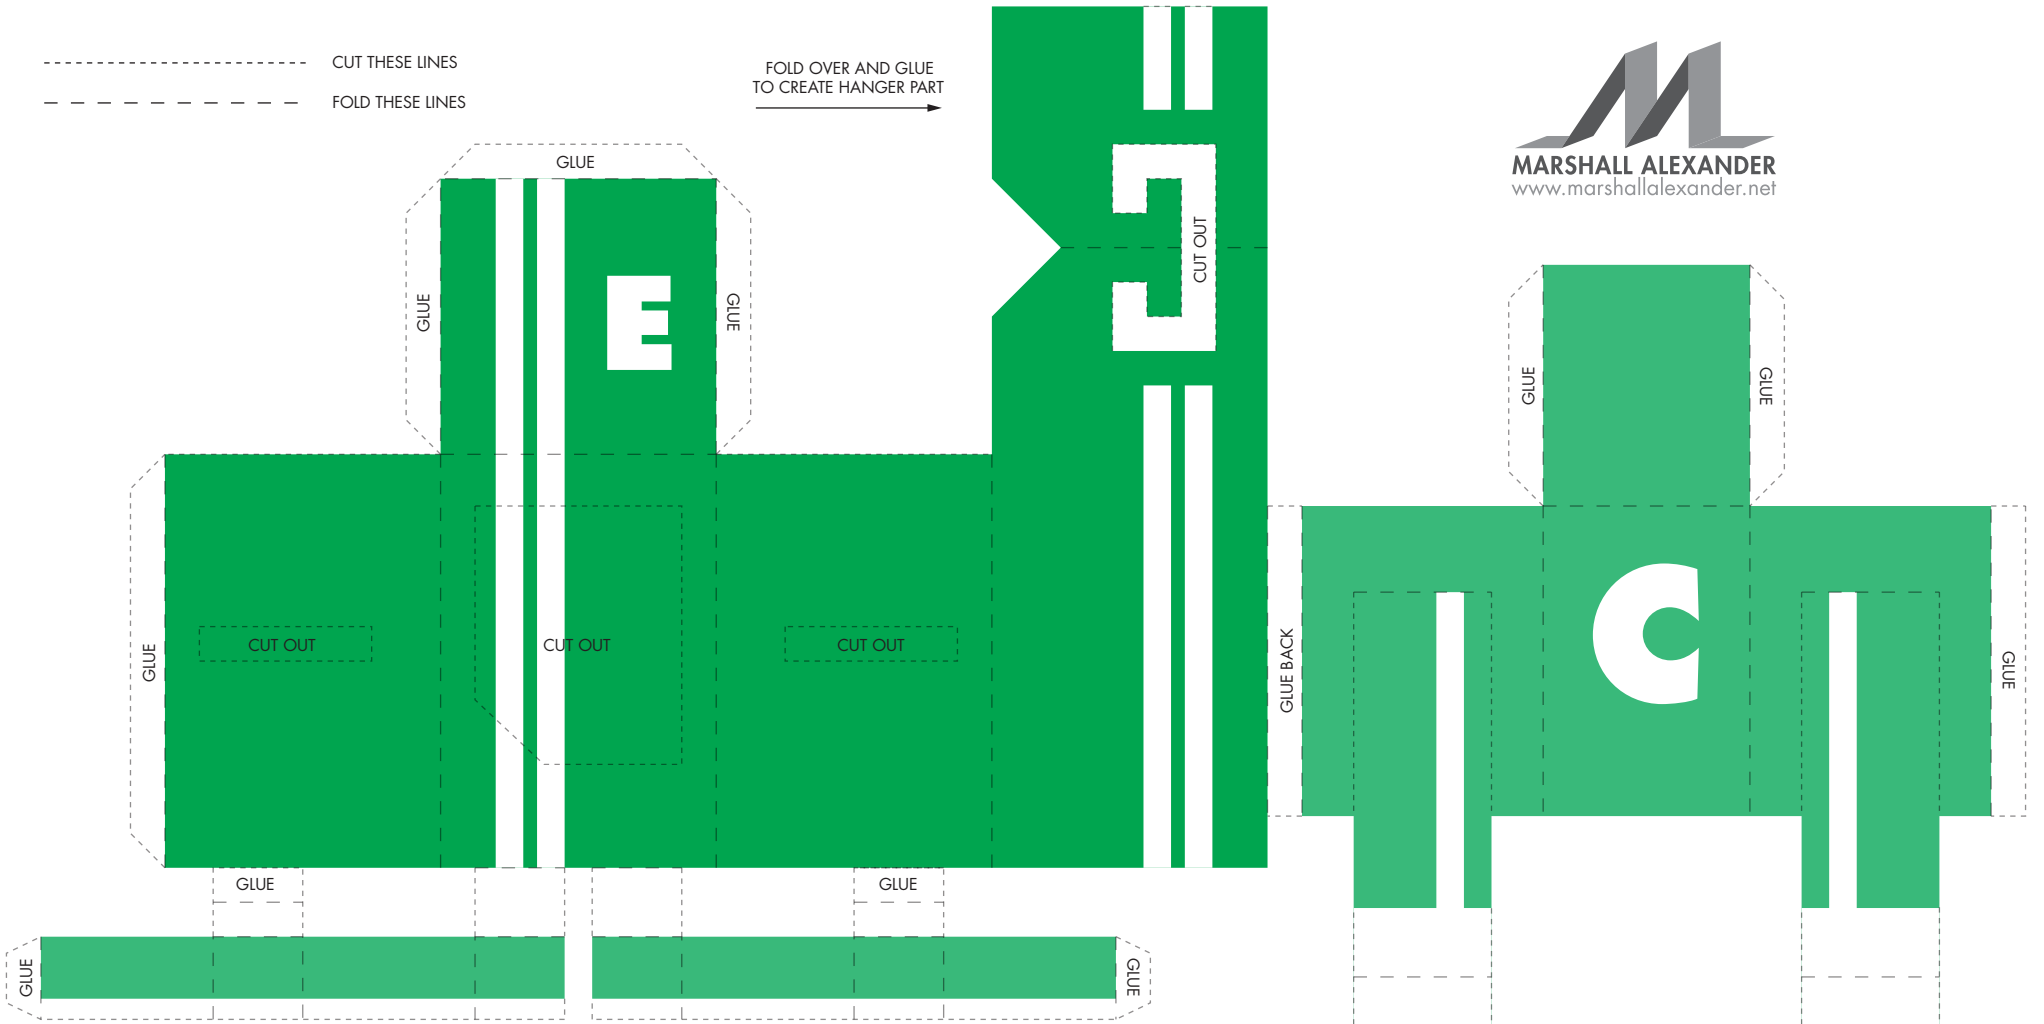 CUT THESE LINES
FOLD THESE LINES
FOLD OVER AND GLUE
TO CREATE HANGER PART
MARSHALL ALEXANDER
www.marshallalexander.net
GLUE
GLUE
E
GLUE
CUT OUT
GLUE
GLUE
GLUE
CUT OUT
CUT OUT
CUT OUT
GLUE BACK
C
GLUE
GLUE
GLUE
GLUE
GLUE